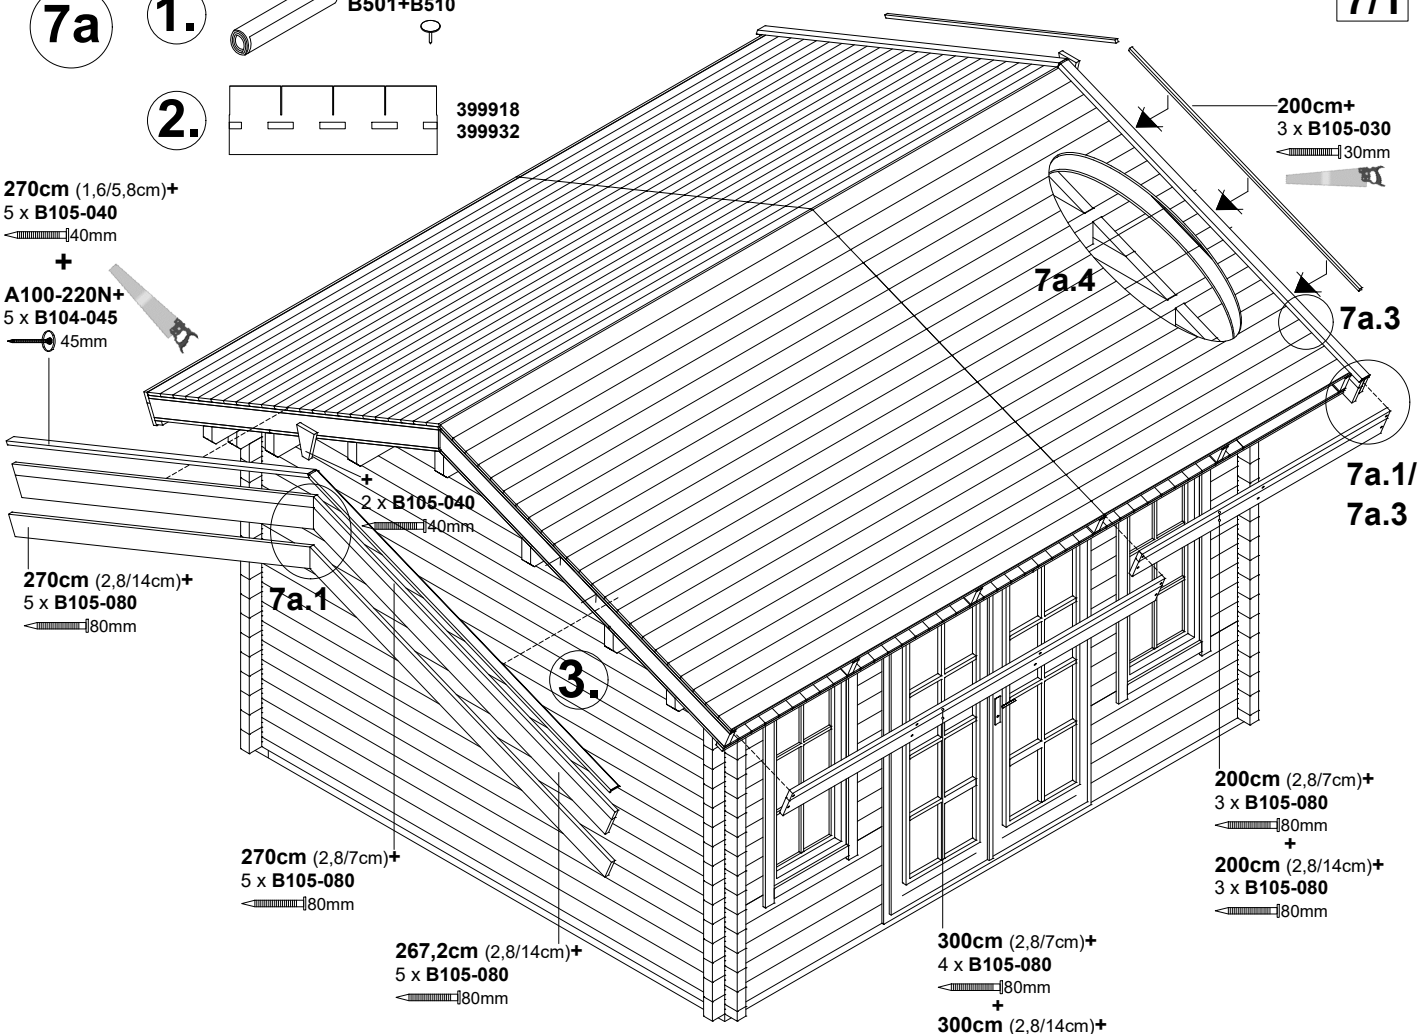 7a
1.
B501+B510
7/1
2.
399918
399932
200cm+
3 x B105-030
30mm
270cm (1,6/5,8cm)+
5 x B105-040
40mm
+
A100-220N+
5 x B104-045
45mm
7a.4
7a.3
7a.1/
7a.3
+
2 x B105-040
40mm
270cm (2,8/14cm)+
5 x B105-080
80mm
7a.1
3.
270cm (2,8/7cm)+
5 x B105-080
80mm
267,2cm (2,8/14cm)+
5 x B105-080
80mm
200cm (2,8/7cm)+
3 x B105-080
80mm
+
200cm (2,8/14cm)+
3 x B105-080
80mm
300cm (2,8/7cm)+
4 x B105-080
80mm
+
300cm (2,8/14cm)+